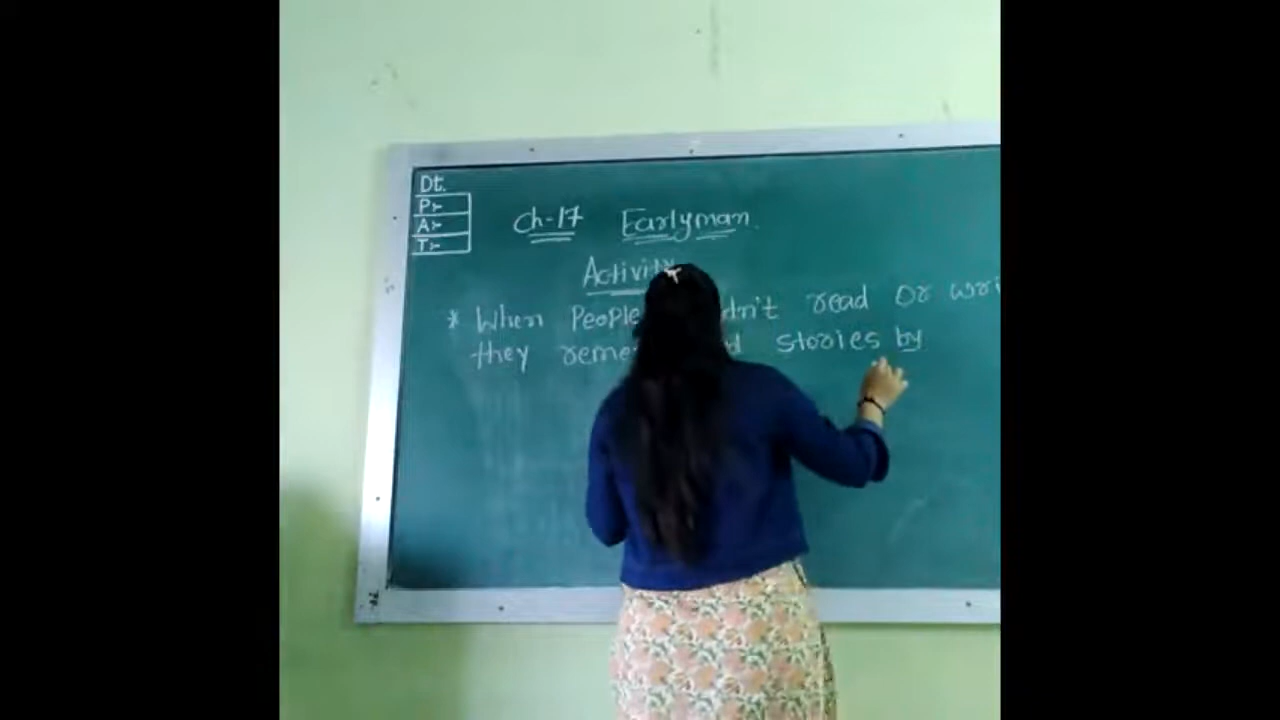 Dt.
P:-
A:-
T:-
Ch-17 Earlyman.
Activity
* When People dn't read or wri
they reme d stories by